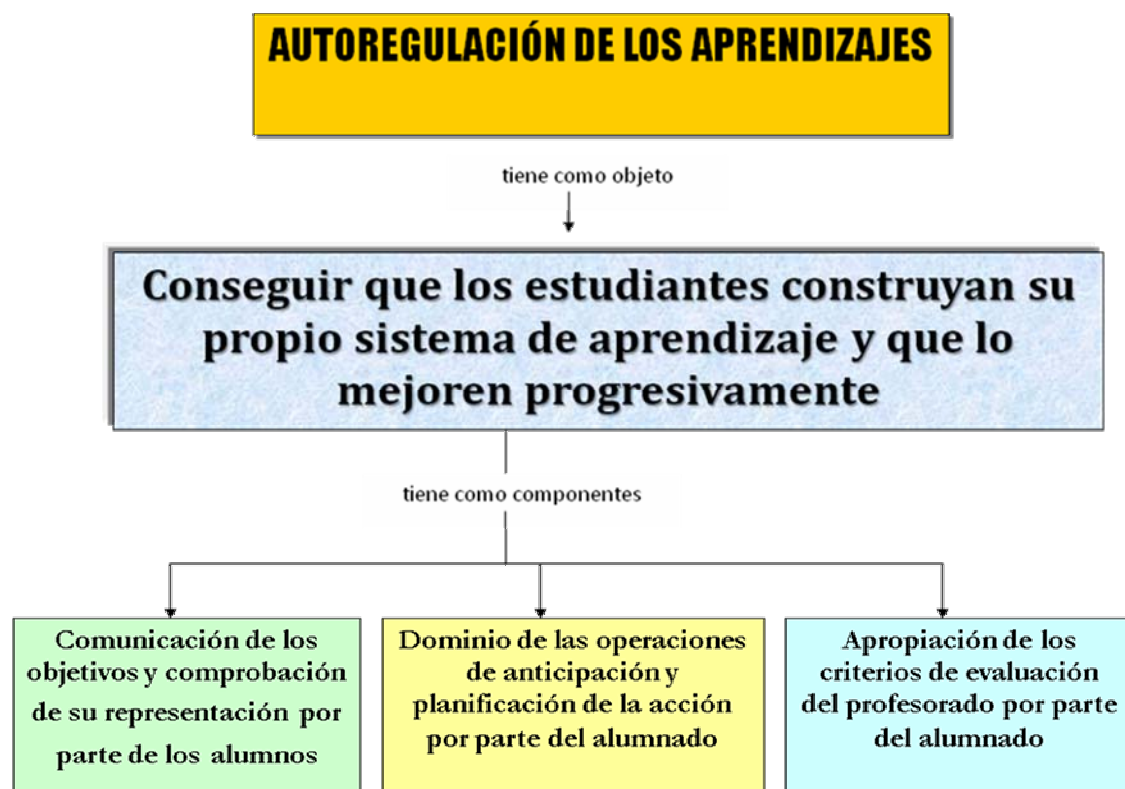 AUTOREGULACIÓN DE LOS APRENDIZAJES
tiene como objeto
Conseguir que los estudiantes construyan su
propio sistema de aprendizaje y que lo
mejoren progresivamente
tiene como componentes
Comunicación de los
objetivos y comprobación
de su representación por
parte de los alumnos
Dominio de las operaciones
de anticipación y
planificación de la acción
por parte del alumnado
Apropiación de los
criterios de evaluación
del profesorado por parte
del alumnado